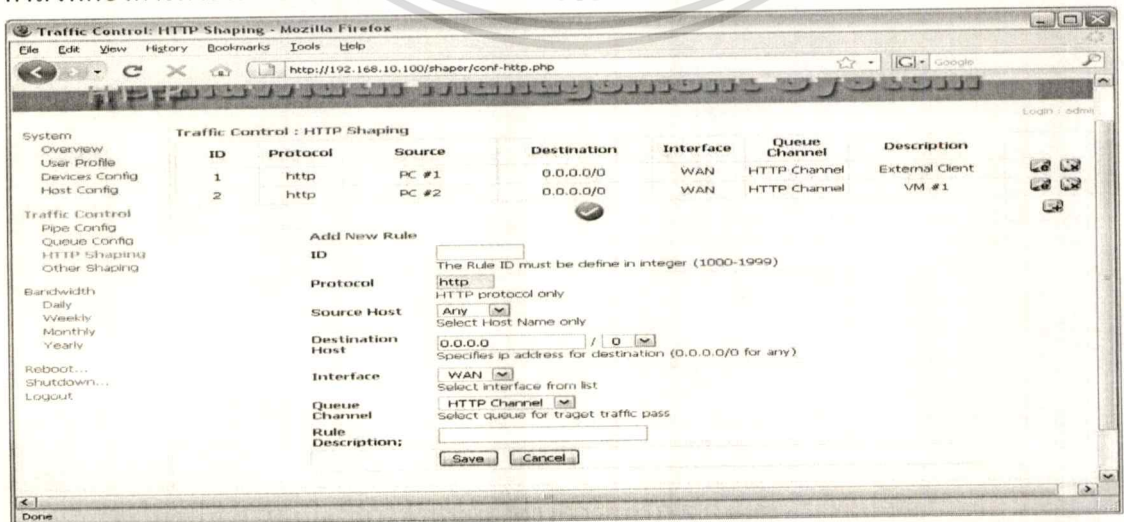 Traffic Control: HTTP Shaping - Mozilla Firefox
File Edit View History Bookmarks Tools Help
http://192.168.10.100/shaper/conf-http.php
Google
Management System
Login : admi
System
Overview
User Profile
Devices Config
Host Config
Traffic Control
Pipe Config
Queue Config
HTTP Shaping
Other Shaping
Bandwidth
Daily
Weekly
Monthly
Yearly
Reboot...
Shutdown...
Logout
Traffic Control : HTTP Shaping
ID Protocol Source Destination Interface Queue Channel Description
1 http PC #1 0.0.0.0/0 WAN HTTP Channel External Client
2 http PC #2 0.0.0.0/0 WAN HTTP Channel VM #1
Add New Rule
ID
The Rule ID must be define in integer (1000-1999)
Protocol http
HTTP protocol only
Source Host Any
Select Host Name only
Destination Host 0.0.0.0 / 0
Specifies ip address for destination (0.0.0.0/0 for any)
Interface WAN
Select interface from list
Queue Channel HTTP Channel
Select queue for traget traffic pass
Rule Description;
Save Cancel
Done